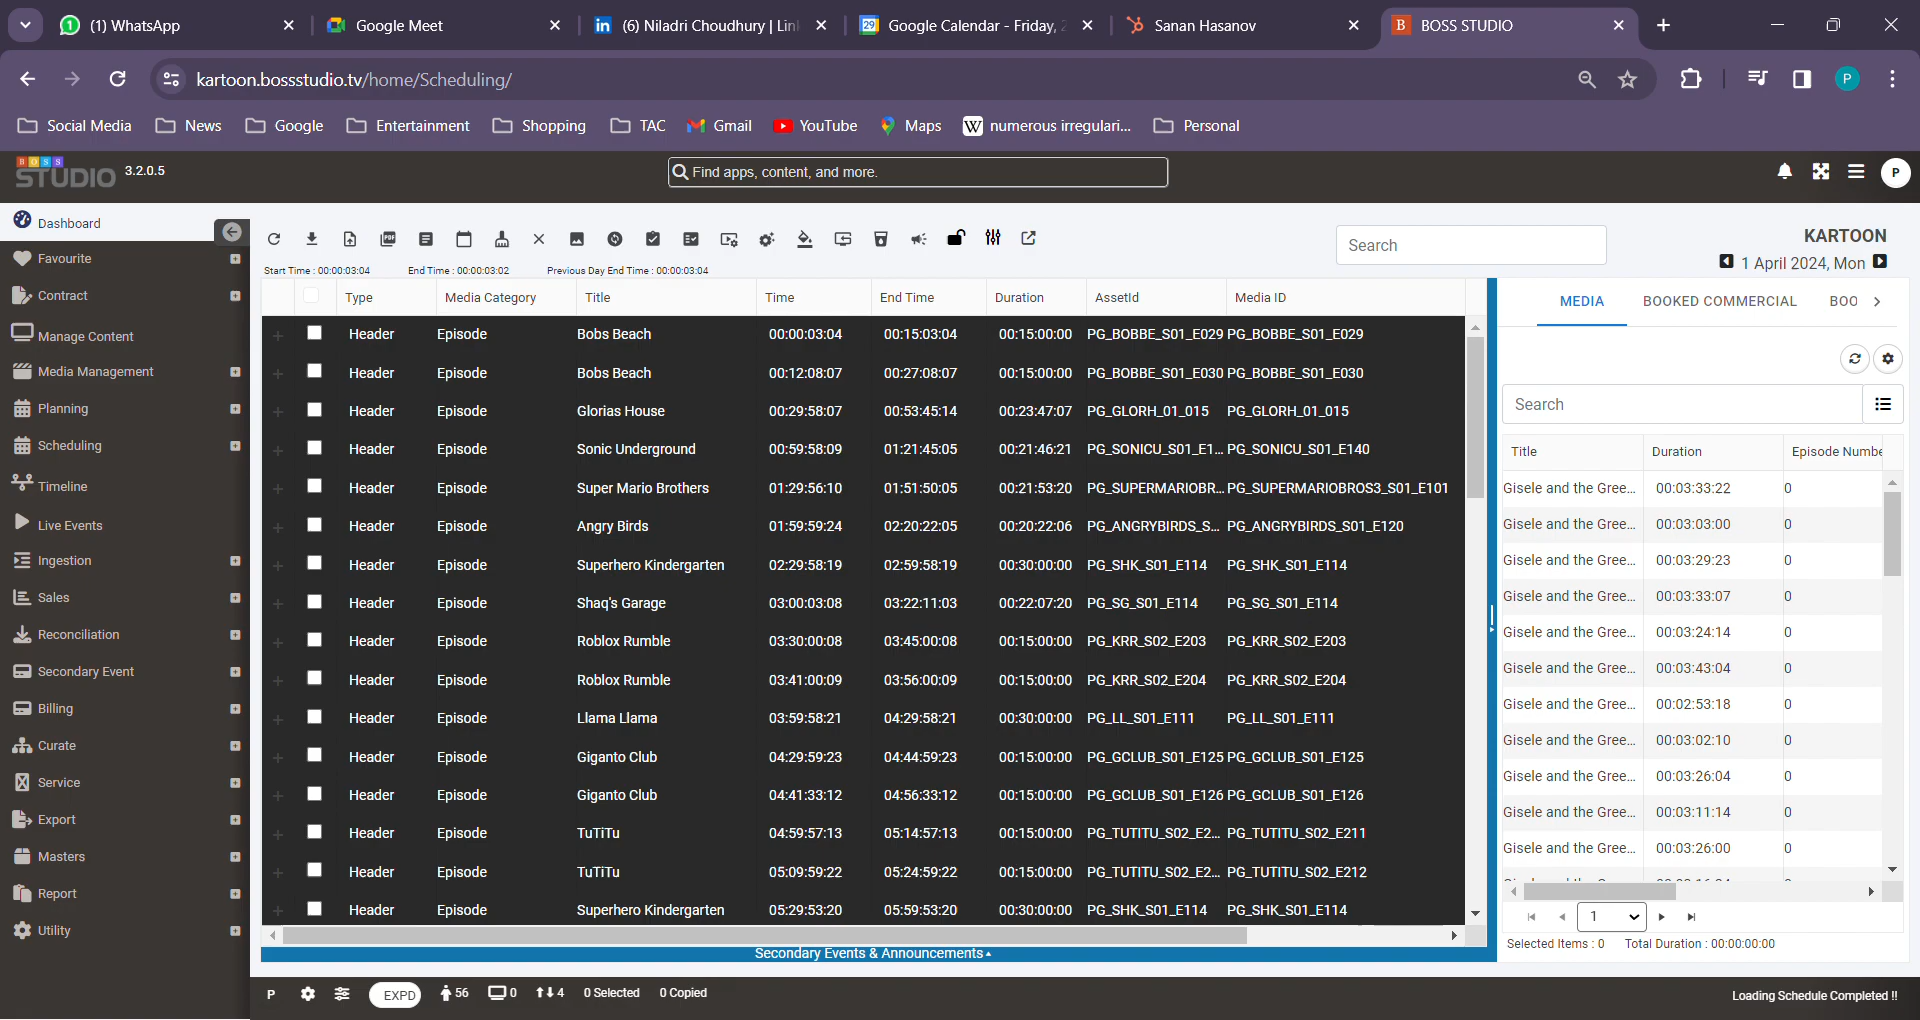 (1) WhatsApp
Google Meet
(6) Niladri Choudhury | Lin
Google Calendar - Friday,
Sanan Hasanov
BOSS STUDIO
kartoon.bossstudio.tv/home/Scheduling/
P
Social Media News Google Entertainment Shopping TAC Gmail YouTube Maps numerous irregulari... Personal
BOSS
STUDIO 3.2.0.5
Find apps, content, and more.
P
Dashboard
Favourite
Contract
Manage Content
Media Management
Planning
Scheduling
Timeline
Live Events
Ingestion
Sales
Reconciliation
Secondary Event
Billing
Curate
Service
Export
Masters
Report
Utility
Search
KARTOON
1 April 2024, Mon
Start Time : 00:00:03:04 End Time : 00:00:03:02 Previous Day End Time : 00:00:03:04
Type Media Category Title Time End Time Duration AssetId Media ID
Header Episode Bobs Beach 00:00:03:04 00:15:03:04 00:15:00:00 PG_BOBBE_S01_E029 PG_BOBBE_S01_E029
Header Episode Bobs Beach 00:12:08:07 00:27:08:07 00:15:00:00 PG_BOBBE_S01_E030 PG_BOBBE_S01_E030
Header Episode Glorias House 00:29:58:07 00:53:45:14 00:23:47:07 PG_GLORH_01_015 PG_GLORH_01_015
Header Episode Sonic Underground 00:59:58:09 01:21:45:05 00:21:46:21 PG_SONICU_S01_E1... PG_SONICU_S01_E140
Header Episode Super Mario Brothers 01:29:56:10 01:51:50:05 00:21:53:20 PG_SUPERMARIOBR... PG_SUPERMARIOBROS3_S01_E101
Header Episode Angry Birds 01:59:59:24 02:20:22:05 00:20:22:06 PG_ANGRYBIRDS_S... PG_ANGRYBIRDS_S01_E120
Header Episode Superhero Kindergarten 02:29:58:19 02:59:58:19 00:30:00:00 PG_SHK_S01_E114 PG_SHK_S01_E114
Header Episode Shaq's Garage 03:00:03:08 03:22:11:03 00:22:07:20 PG_SG_S01_E114 PG_SG_S01_E114
Header Episode Roblox Rumble 03:30:00:08 03:45:00:08 00:15:00:00 PG_KRR_S02_E203 PG_KRR_S02_E203
Header Episode Roblox Rumble 03:41:00:09 03:56:00:09 00:15:00:00 PG_KRR_S02_E204 PG_KRR_S02_E204
Header Episode Llama Llama 03:59:58:21 04:29:58:21 00:30:00:00 PG_LL_S01_E111 PG_LL_S01_E111
Header Episode Giganto Club 04:29:59:23 04:44:59:23 00:15:00:00 PG_GCLUB_S01_E125 PG_GCLUB_S01_E125
Header Episode Giganto Club 04:41:33:12 04:56:33:12 00:15:00:00 PG_GCLUB_S01_E126 PG_GCLUB_S01_E126
Header Episode TuTiTu 04:59:57:13 05:14:57:13 00:15:00:00 PG_TUTITU_S02_E2... PG_TUTITU_S02_E211
Header Episode TuTiTu 05:09:59:22 05:24:59:22 00:15:00:00 PG_TUTITU_S02_E2... PG_TUTITU_S02_E212
Header Episode Superhero Kindergarten 05:29:53:20 05:59:53:20 00:30:00:00 PG_SHK_S01_E114 PG_SHK_S01_E114
Secondary Events & Announcements
MEDIA BOOKED COMMERCIAL BOO
Search
Title Duration Episode Numbe
Gisele and the Gree... 00:03:33:22 0
Gisele and the Gree... 00:03:03:00 0
Gisele and the Gree... 00:03:29:23 0
Gisele and the Gree... 00:03:33:07 0
Gisele and the Gree... 00:03:24:14 0
Gisele and the Gree... 00:03:43:04 0
Gisele and the Gree... 00:02:53:18 0
Gisele and the Gree... 00:03:02:10 0
Gisele and the Gree... 00:03:26:04 0
Gisele and the Gree... 00:03:11:14 0
Gisele and the Gree... 00:03:26:00 0
1
Selected Items : 0 Total Duration : 00:00:00:00
P EXPD 56 0 4 0 Selected 0 Copied
Loading Schedule Completed !!